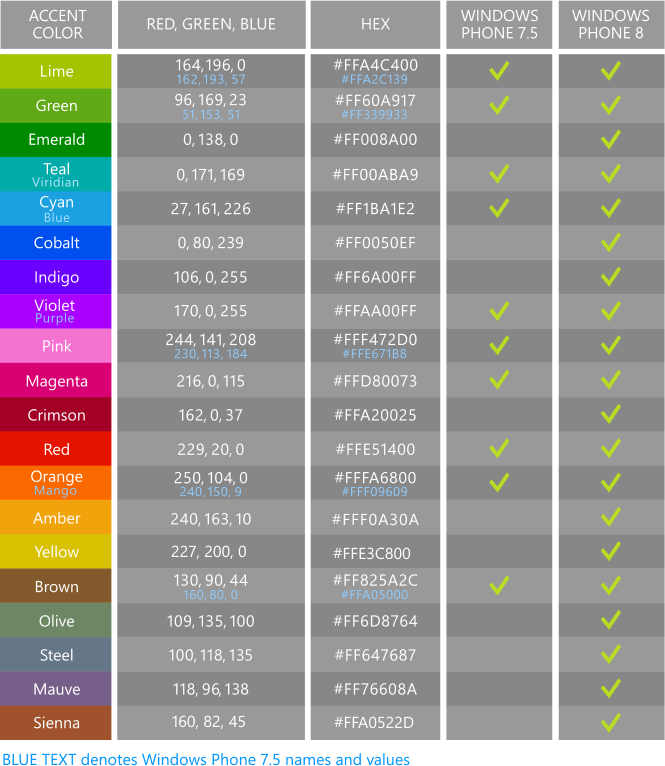 ACCENT COLOR RED, GREEN, BLUE HEX WINDOWS PHONE 7.5 WINDOWS PHONE 8
Lime 164,196, 0 #FFA4C400
162, 193, 57 #FFA2C139
Green 96, 169, 23 #FF60A917
51, 153, 51 #FF339933
Emerald 0, 138, 0 #FF008A00
Teal 0,171, 169 #FF00ABA9
Viridian
Cyan 27, 161, 226 #FF1BA1E2
Blue
Cobalt 0, 80, 239 #FF0050EF
Indigo 106, 0, 255 #FF6A00FF
Violet 170, 0, 255 #FFAA00FF
Purple
Pink 244, 141, 208 #FFF472D0
230, 113, 184 #FFE671B8
Magenta 216, 0, 115 #FFD80073
Crimson 162, 0, 37 #FFA20025
Red 229, 20, 0 #FFE51400
Orange 250, 104, 0 #FFFA6800
Mango 240, 150, 9 #FFF09609
Amber 240, 163, 10 #FFF0A30A
Yellow 227, 200, 0 #FFE3C800
Brown 130, 90, 44 #FF825A2C
160, 80, 0 #FFA05000
Olive 109, 135, 100 #FF6D8764
Steel 100, 118, 135 #FF647687
Mauve 118, 96, 138 #FF76608A
Sienna 160, 82, 45 #FFA0522D
BLUE TEXT denotes Windows Phone 7.5 names and values